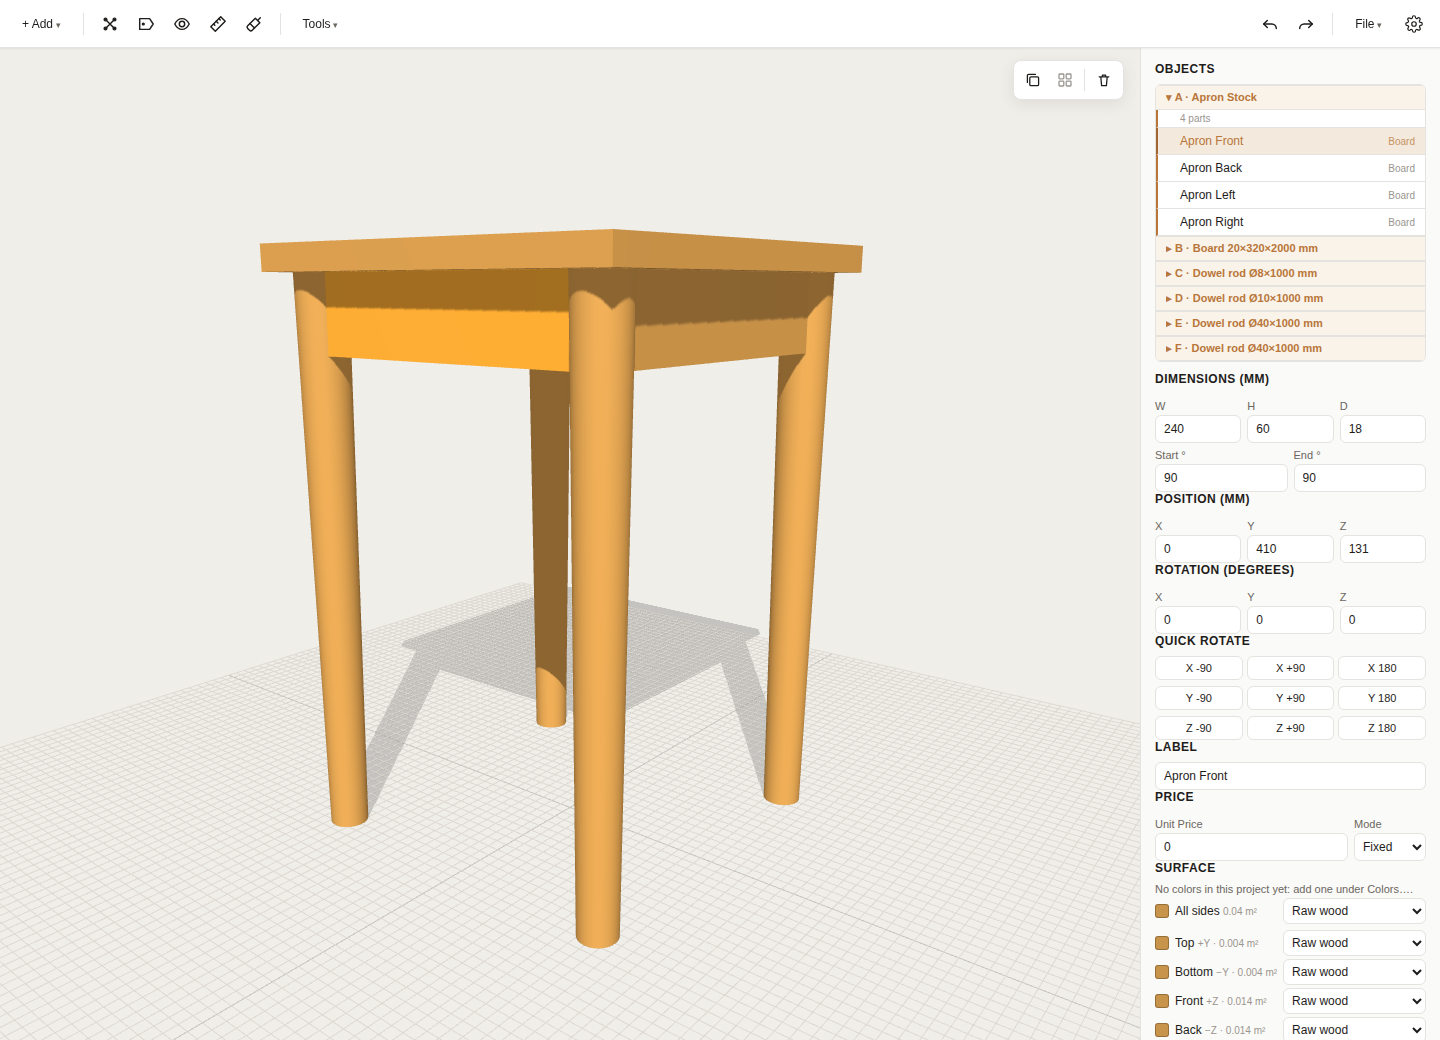 + Add ▾
Tools ▾
File ▾
OBJECTS
▾ A · Apron Stock
4 parts
Apron Front Board
Apron Back Board
Apron Left Board
Apron Right Board
▸ B · Board 20×320×2000 mm
▸ C · Dowel rod Ø8×1000 mm
▸ D · Dowel rod Ø10×1000 mm
▸ E · Dowel rod Ø40×1000 mm
▸ F · Dowel rod Ø40×1000 mm
DIMENSIONS (MM)
W H D
240 60 18
Start ° End °
90 90
POSITION (MM)
X Y Z
0 410 131
ROTATION (DEGREES)
X Y Z
0 0 0
QUICK ROTATE
X -90 X +90 X 180
Y -90 Y +90 Y 180
Z -90 Z +90 Z 180
LABEL
Apron Front
PRICE
Unit Price Mode
0 Fixed
SURFACE
No colors in this project yet: add one under Colors….
All sides 0.04 m² Raw wood
Top +Y · 0.004 m² Raw wood
Bottom −Y · 0.004 m² Raw wood
Front +Z · 0.014 m² Raw wood
Back −Z · 0.014 m² Raw wood